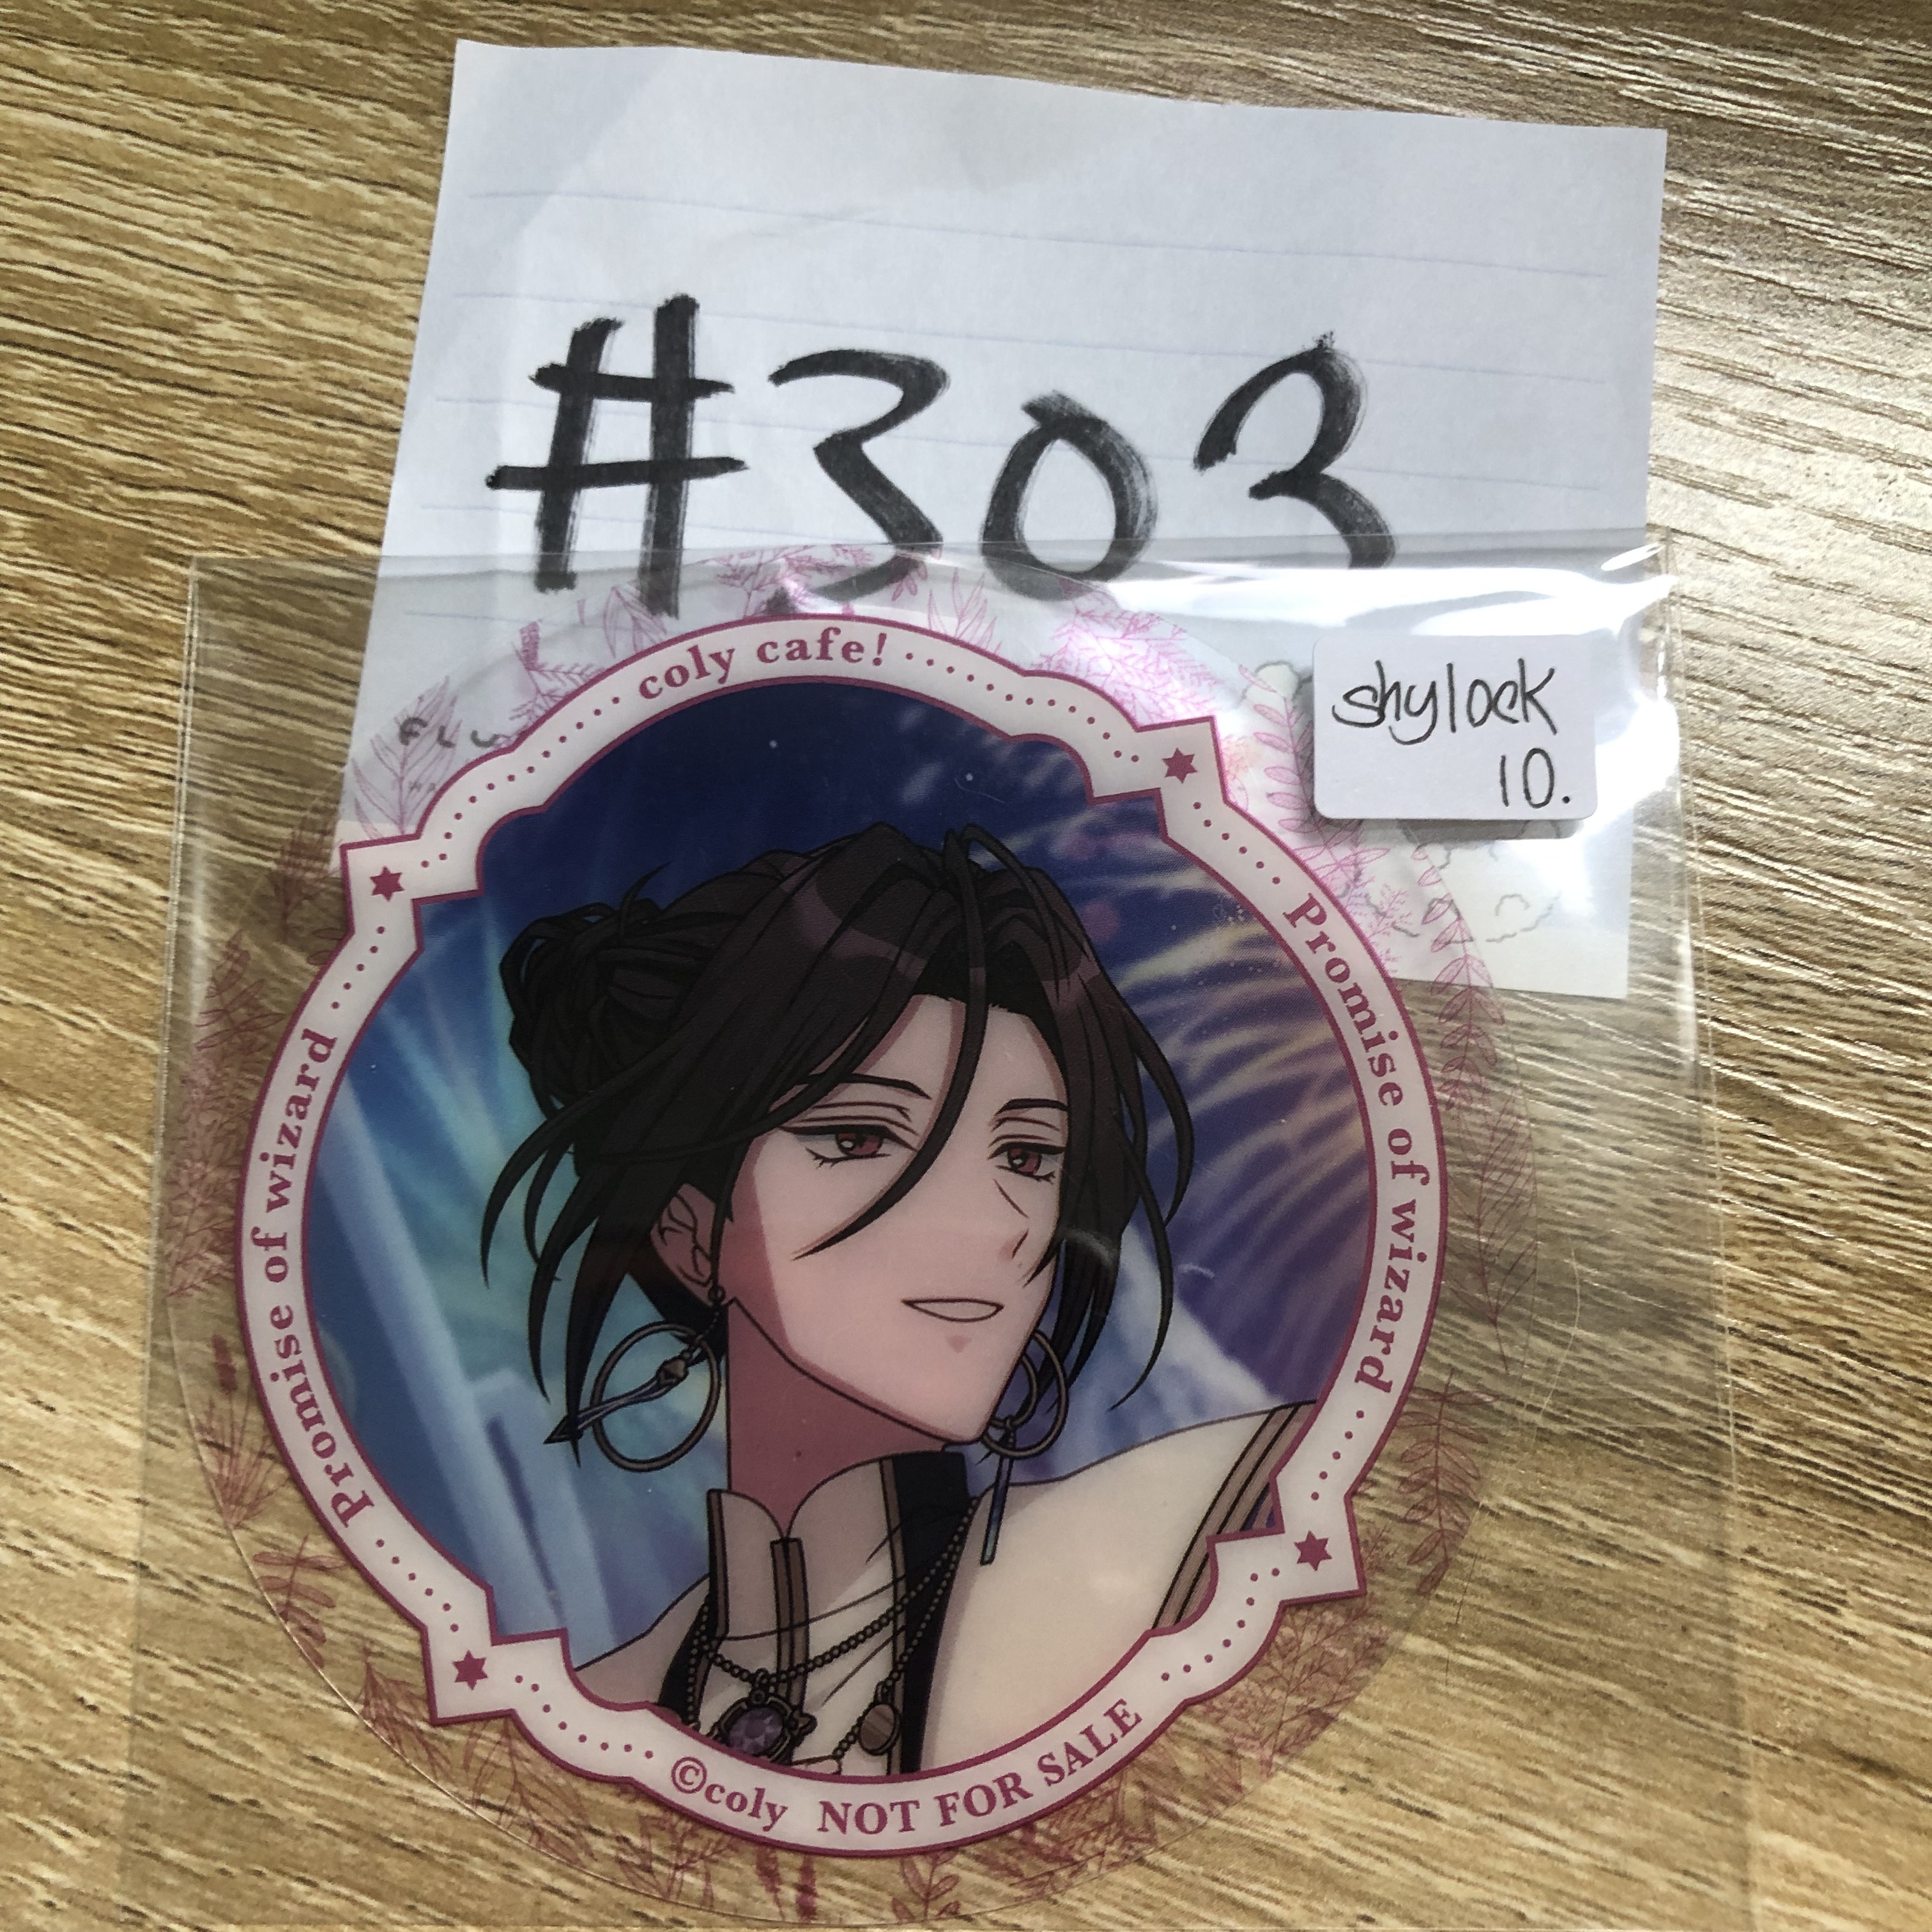 #303
coly cafe!
shylock
10.
Promise of wizard
Promise of wizard
©coly NOT FOR SALE